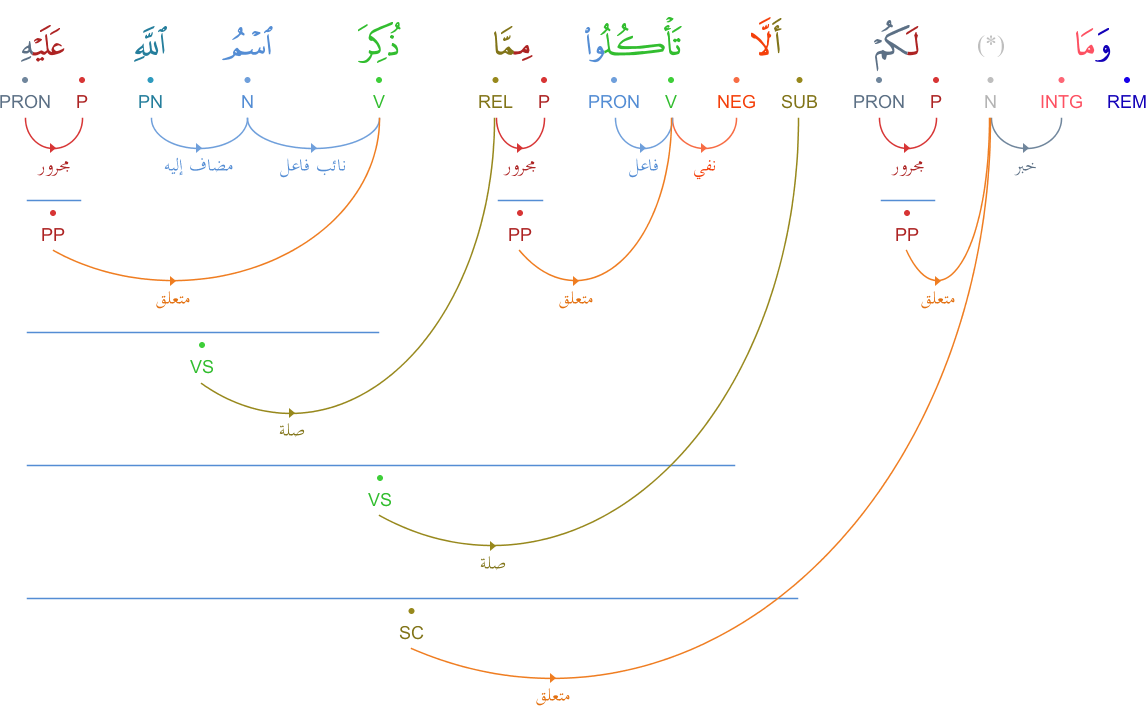 وَمَا (*) لَكُمْ أَلَّا تَأْكُلُوا۟ مِمَّا ذُكِرَ ٱسْمُ ٱللَّهِ عَلَيْهِ
REM INTG N P PRON SUB NEG V PRON P REL V N PN P PRON
خبر مجرور نفي فاعل مجرور نائب فاعل مضاف إليه مجرور
PP PP PP
متعلق متعلق متعلق
VS
صلة
VS
صلة
SC
متعلق